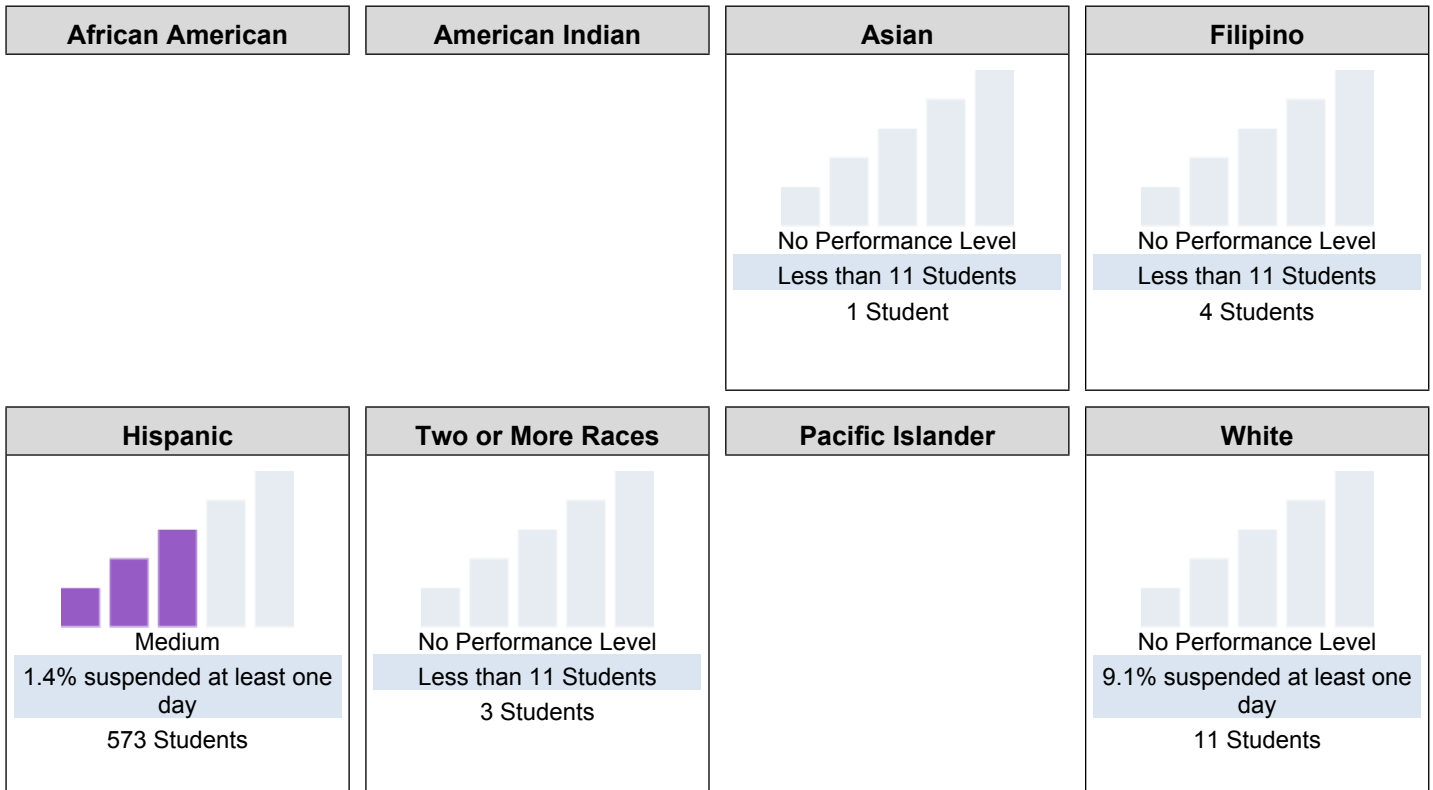 African American
American Indian
Asian
Filipino
No Performance Level
Less than 11 Students
1 Student
No Performance Level
Less than 11 Students
4 Students
Hispanic
Two or More Races
Pacific Islander
White
Medium
1.4% suspended at least one
day
573 Students
No Performance Level
Less than 11 Students
3 Students
No Performance Level
9.1% suspended at least one
day
11 Students